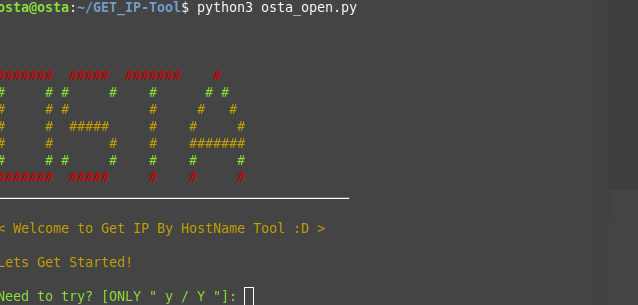 osta@osta:~/GET_IP-Tool$ python3 osta_open.py
#######  #####  #######    #
#     # #     #    #      # #
#     # #          #     #   #
#     #  #####     #    #     #
#     #       #    #    #######
#     # #     #    #    #     #
#######  #####     #    #     #
< Welcome to Get IP By HostName Tool :D >
Lets Get Started!
Need to try? [ONLY " y / Y "]: